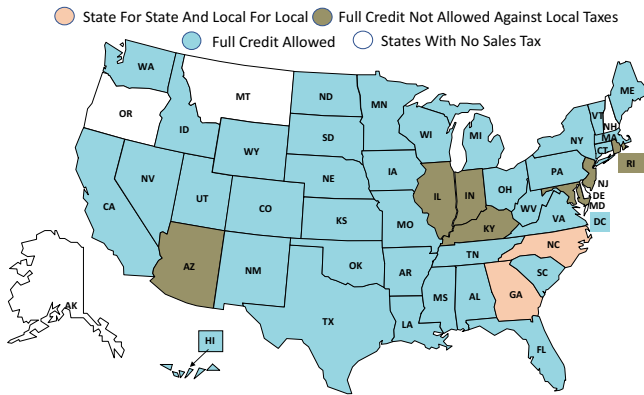 State For State And Local For Local
Full Credit Not Allowed Against Local Taxes
Full Credit Allowed
States With No Sales Tax
WA
ME
MT
ND
MN
VT
NH
OR
ID
WI
MI
NY
MA
SD
CT
WY
RI
IA
PA
NE
NJ
NV
OH
IL
IN
DE
UT
MD
CA
CO
WV
VA
DC
KS
MO
KY
NC
TN
AZ
OK
NM
AR
SC
MS
AL
GA
AK
TX
LA
HI
FL